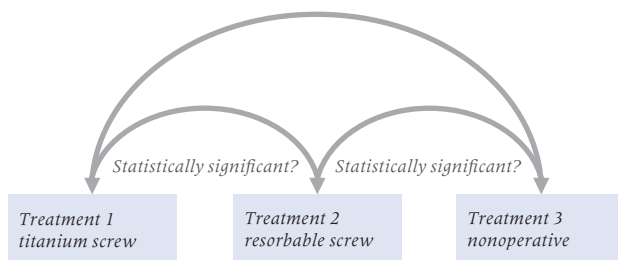 Statistically significant?
Statistically significant?
Treatment 1
titanium screw
Treatment 2
resorbable screw
Treatment 3
nonoperative